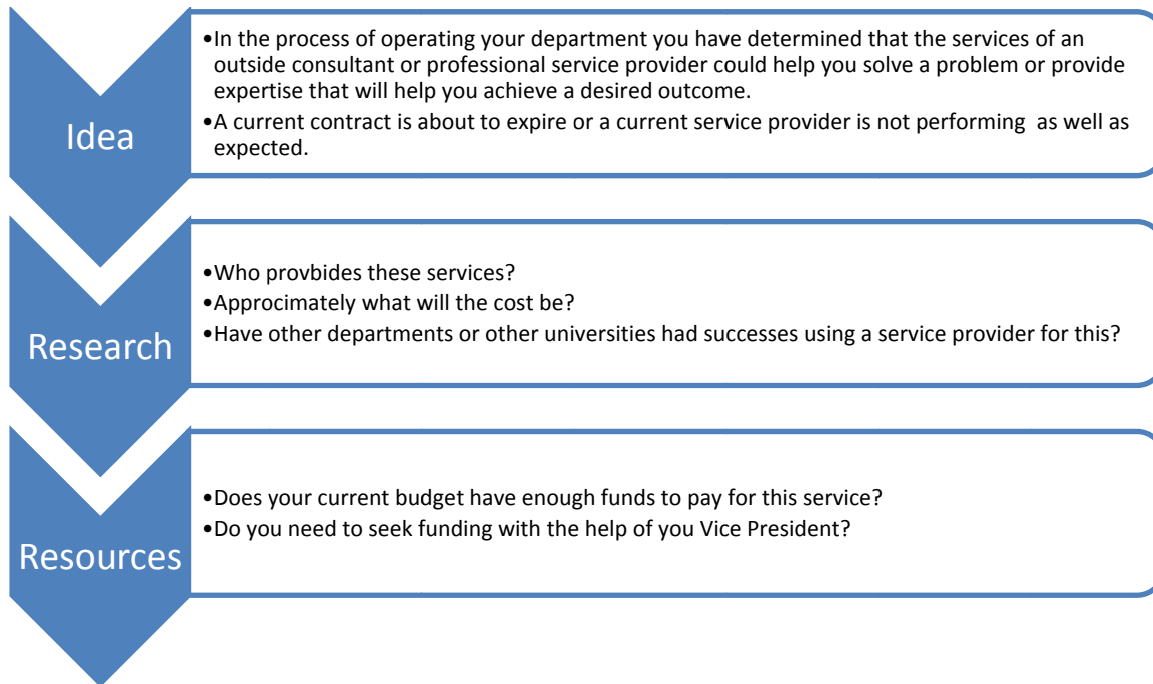 Idea
•In the process of operating your department you have determined that the services of an
outside consultant or professional service provider could help you solve a problem or provide
expertise that will help you achieve a desired outcome.
•A current contract is about to expire or a current service provider is not performing as well as
expected.
Research
•Who provbides these services?
•Approcimately what will the cost be?
•Have other departments or other universities had successes using a service provider for this?
Resources
•Does your current budget have enough funds to pay for this service?
•Do you need to seek funding with the help of you Vice President?